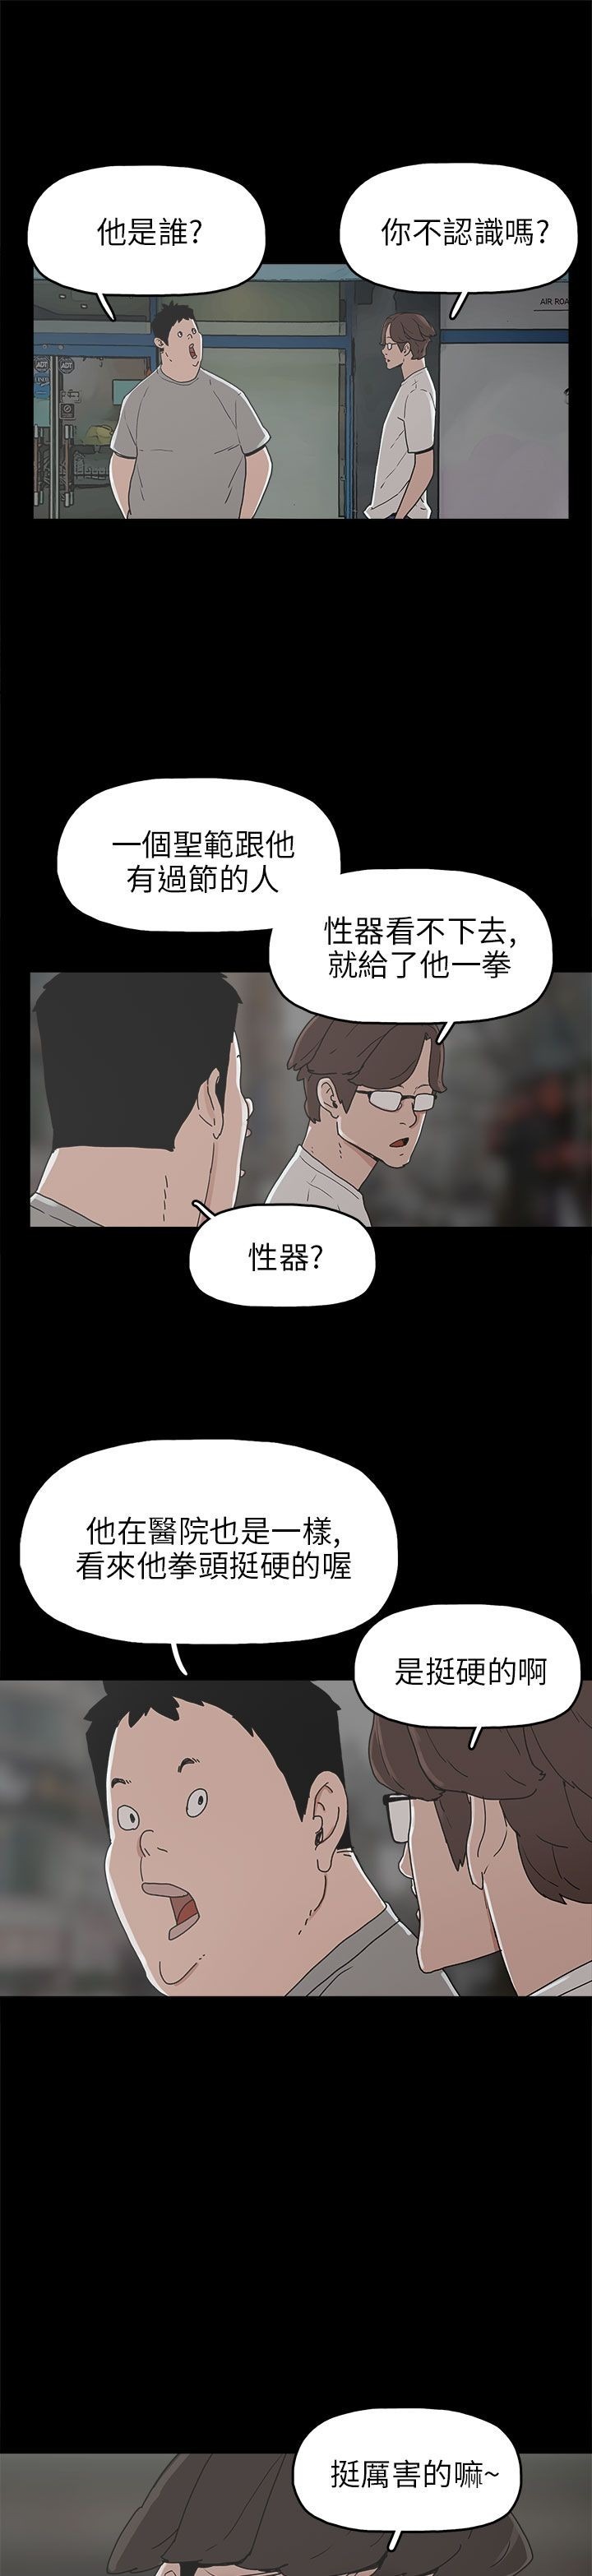 他是誰?
你不認識嗎?
AIR ROA
ADT
ADT
一個聖範跟他
有過節的人
性器看不下去,
就給了他一拳
性器?
他在醫院也是一樣,
看來他拳頭挺硬的喔
是挺硬的啊
挺厲害的嘛~